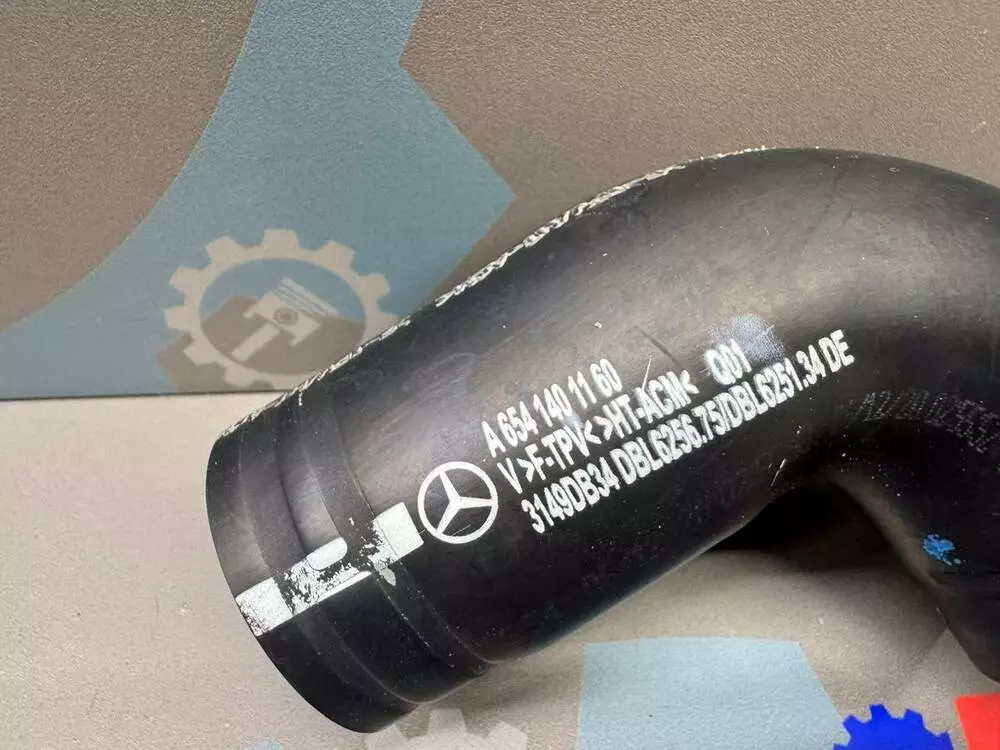 A 654 140 11 60
V>F-TPV<>HT-ACM< Q01
3149DB34 DBL6256.75/DBL6251.34 DE